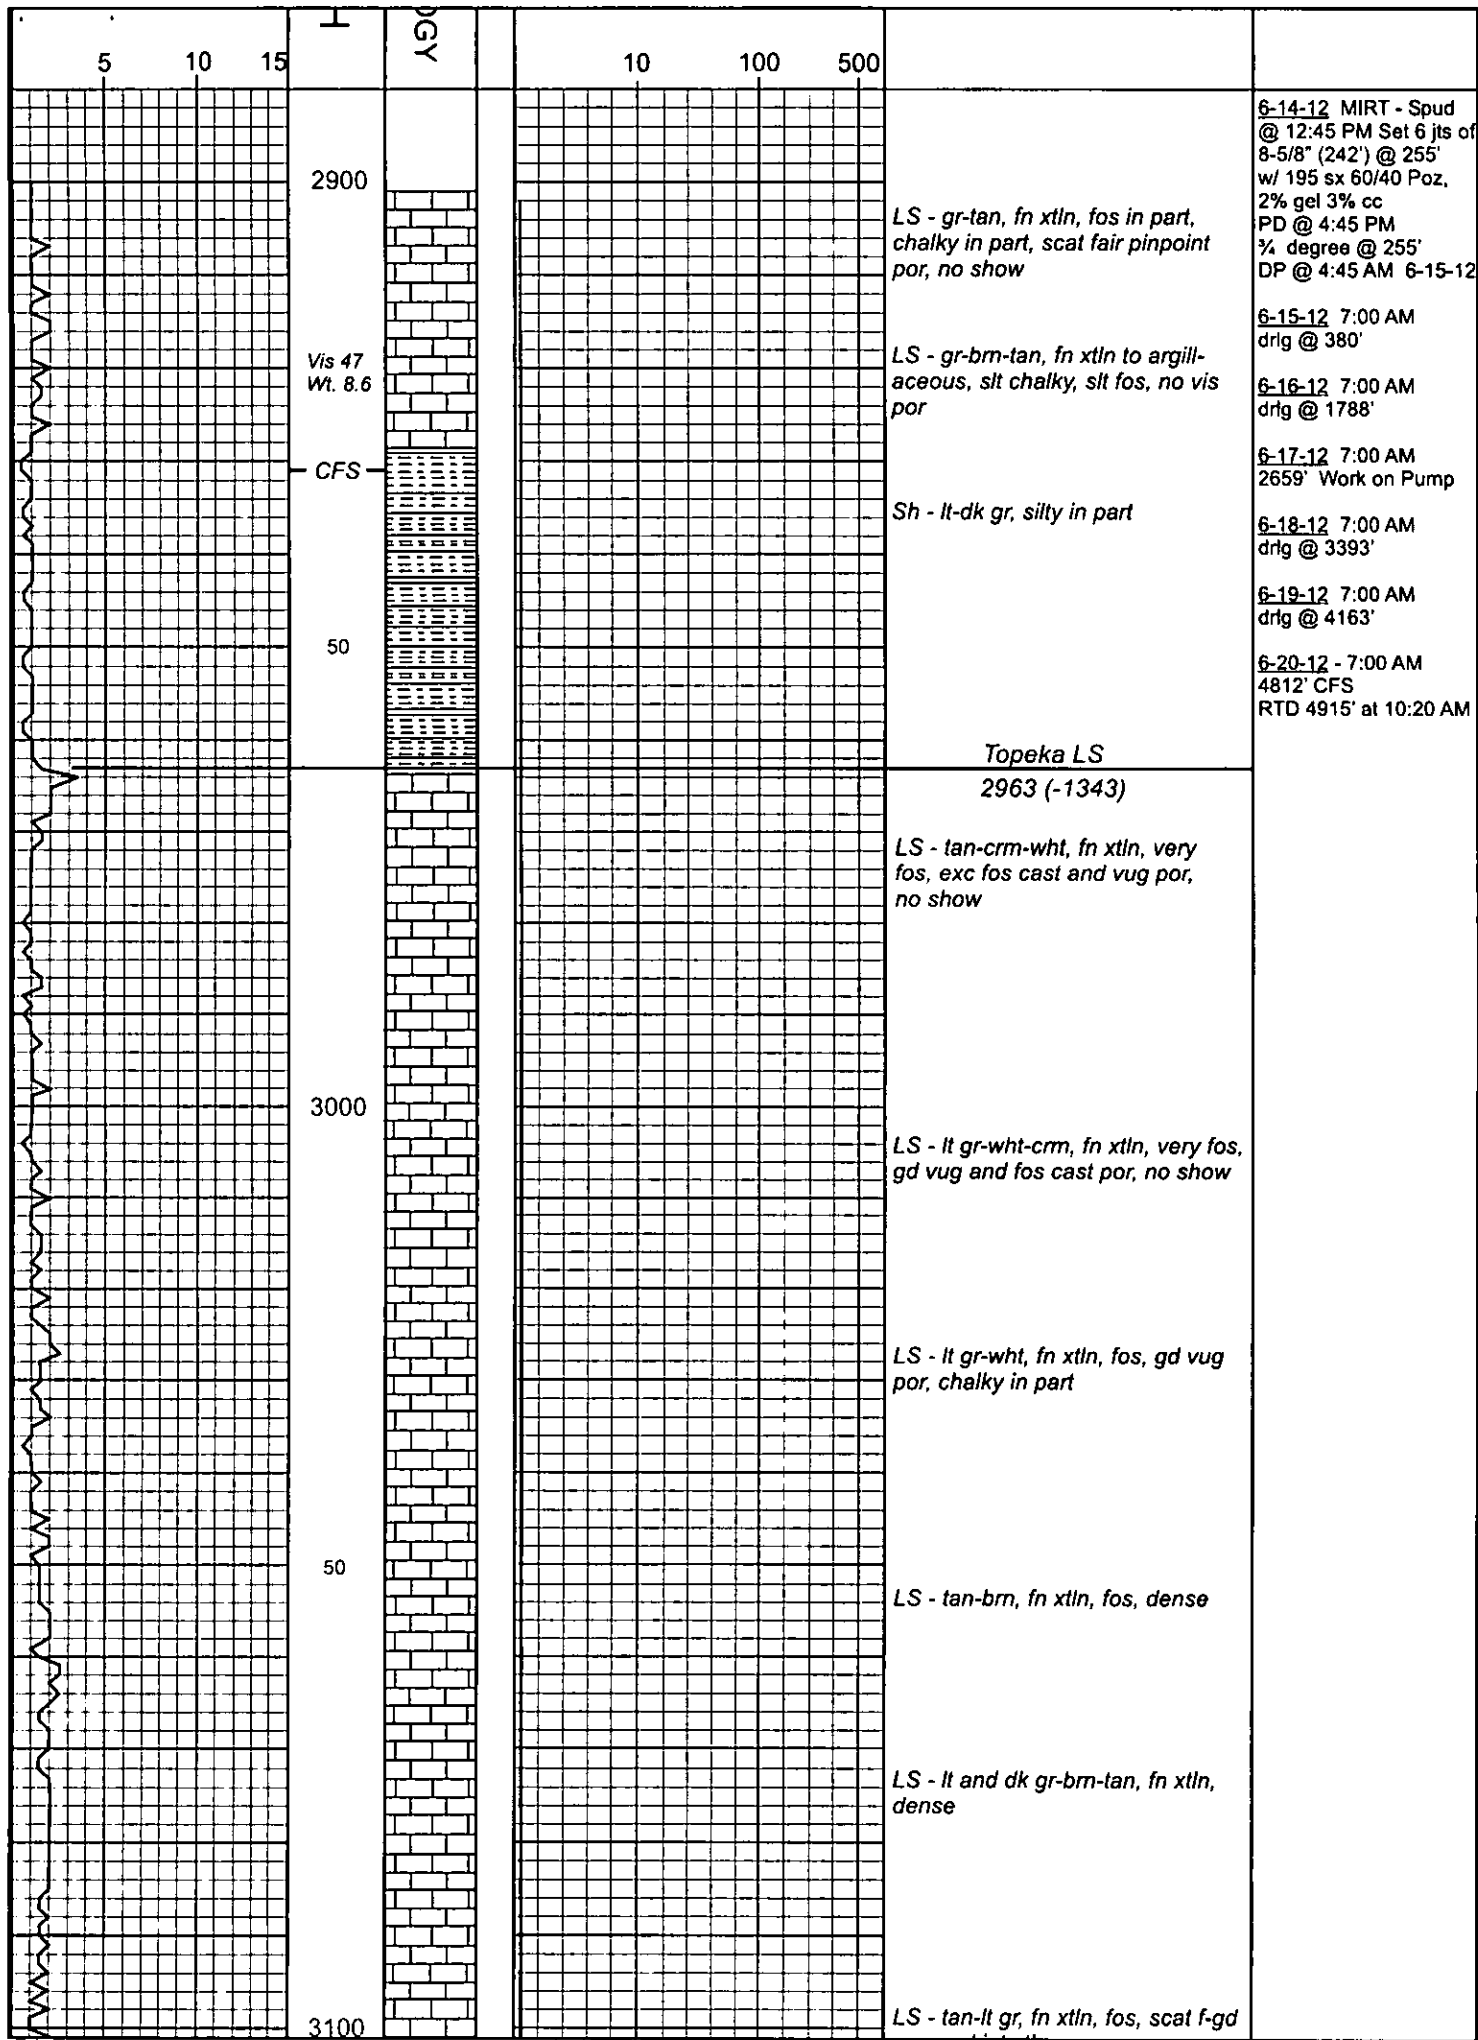 5 10 15
H
OGY
10 100 500
2900
Vis 47
Wt. 8.6
CFS
50
3000
50
3100
LS - gr-tan, fn xtln, fos in part,
chalky in part, scat fair pinpoint
por, no show
LS - gr-brn-tan, fn xtln to argill-
aceous, slt chalky, slt fos, no vis
por
Sh - lt-dk gr, silty in part
Topeka LS
2963 (-1343)
LS - tan-crm-wht, fn xtln, very
fos, exc fos cast and vug por,
no show
LS - lt gr-wht-crm, fn xtln, very fos,
gd vug and fos cast por, no show
LS - lt gr-wht, fn xtln, fos, gd vug
por, chalky in part
LS - tan-brn, fn xtln, fos, dense
LS - lt and dk gr-brn-tan, fn xtln,
dense
LS - tan-lt gr, fn xtln, fos, scat f-gd
6-14-12 MIRT - Spud
@ 12:45 PM Set 6 jts of
8-5/8" (242') @ 255'
w/ 195 sx 60/40 Poz,
2% gel 3% cc
PD @ 4:45 PM
¾ degree @ 255'
DP @ 4:45 AM 6-15-12
6-15-12 7:00 AM
drlg @ 380'
6-16-12 7:00 AM
drlg @ 1788'
6-17-12 7:00 AM
2659' Work on Pump
6-18-12 7:00 AM
drlg @ 3393'
6-19-12 7:00 AM
drlg @ 4163'
6-20-12 - 7:00 AM
4812' CFS
RTD 4915' at 10:20 AM